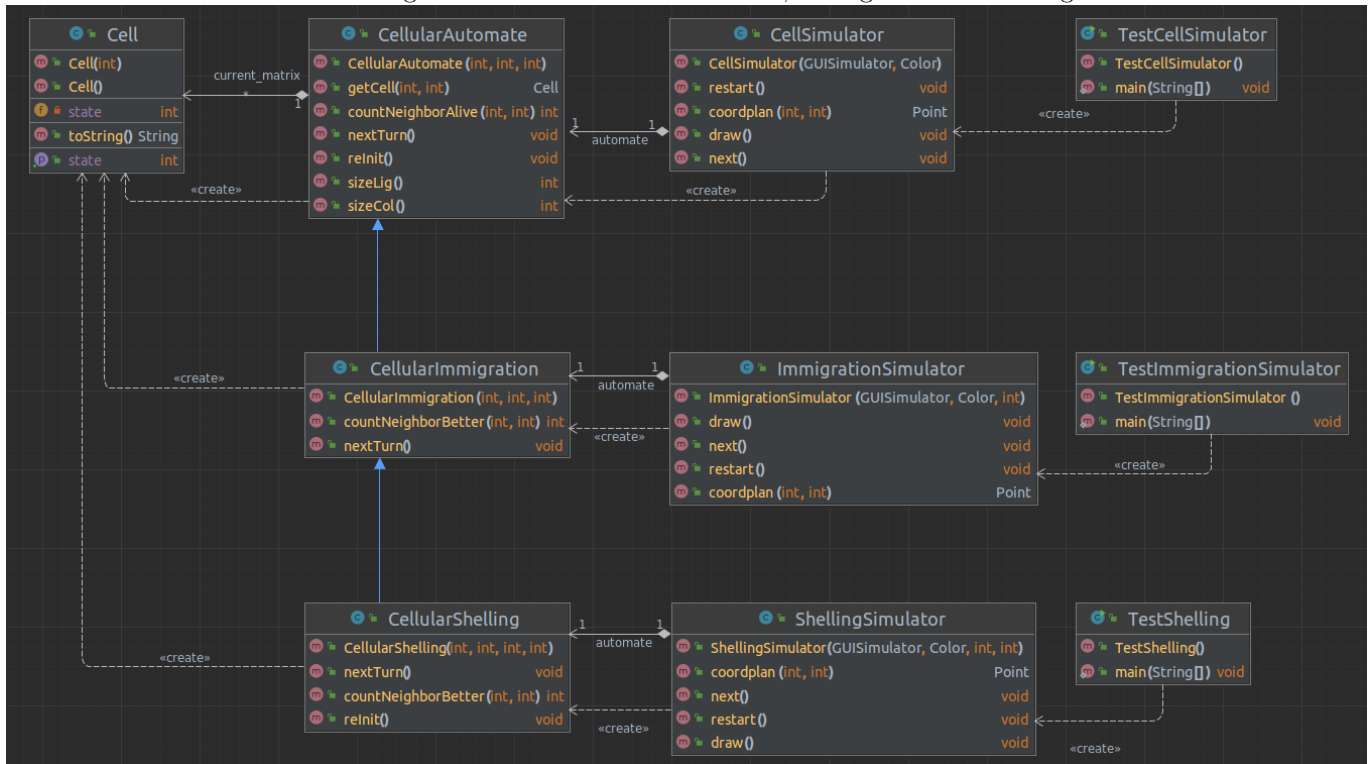 Cell
Cell(int)
Cell()
state int
toString() String
state int
current_matrix
*
1
CellularAutomate
CellularAutomate (int, int, int)
getCell(int, int) Cell
countNeighborAlive(int, int) int
nextTurn() void
reInit() void
sizeLig() int
sizeCol() int
«create»
1
1
automate
«create»
CellSimulator
CellSimulator(GUISimulator, Color)
restart() void
coordplan (int, int) Point
draw() void
next() void
«create»
TestCellSimulator
TestCellSimulator()
main(String[]) void
«create»
CellularImmigration
CellularImmigration (int, int, int)
countNeighborBetter(int, int) int
nextTurn() void
1
1
automate
«create»
ImmigrationSimulator
ImmigrationSimulator (GUISimulator, Color, int)
draw() void
next() void
restart() void
coordplan (int, int) Point
«create»
TestImmigrationSimulator
TestImmigrationSimulator ()
main(String[]) void
«create»
CellularShelling
CellularShelling(int, int, int, int)
nextTurn() void
countNeighborBetter(int, int) int
reInit() void
1
1
automate
«create»
ShellingSimulator
ShellingSimulator(GUISimulator, Color, int, int)
coordplan (int, int) Point
next() void
restart() void
draw() void
«create»
TestShelling
TestShelling()
main(String[]) void